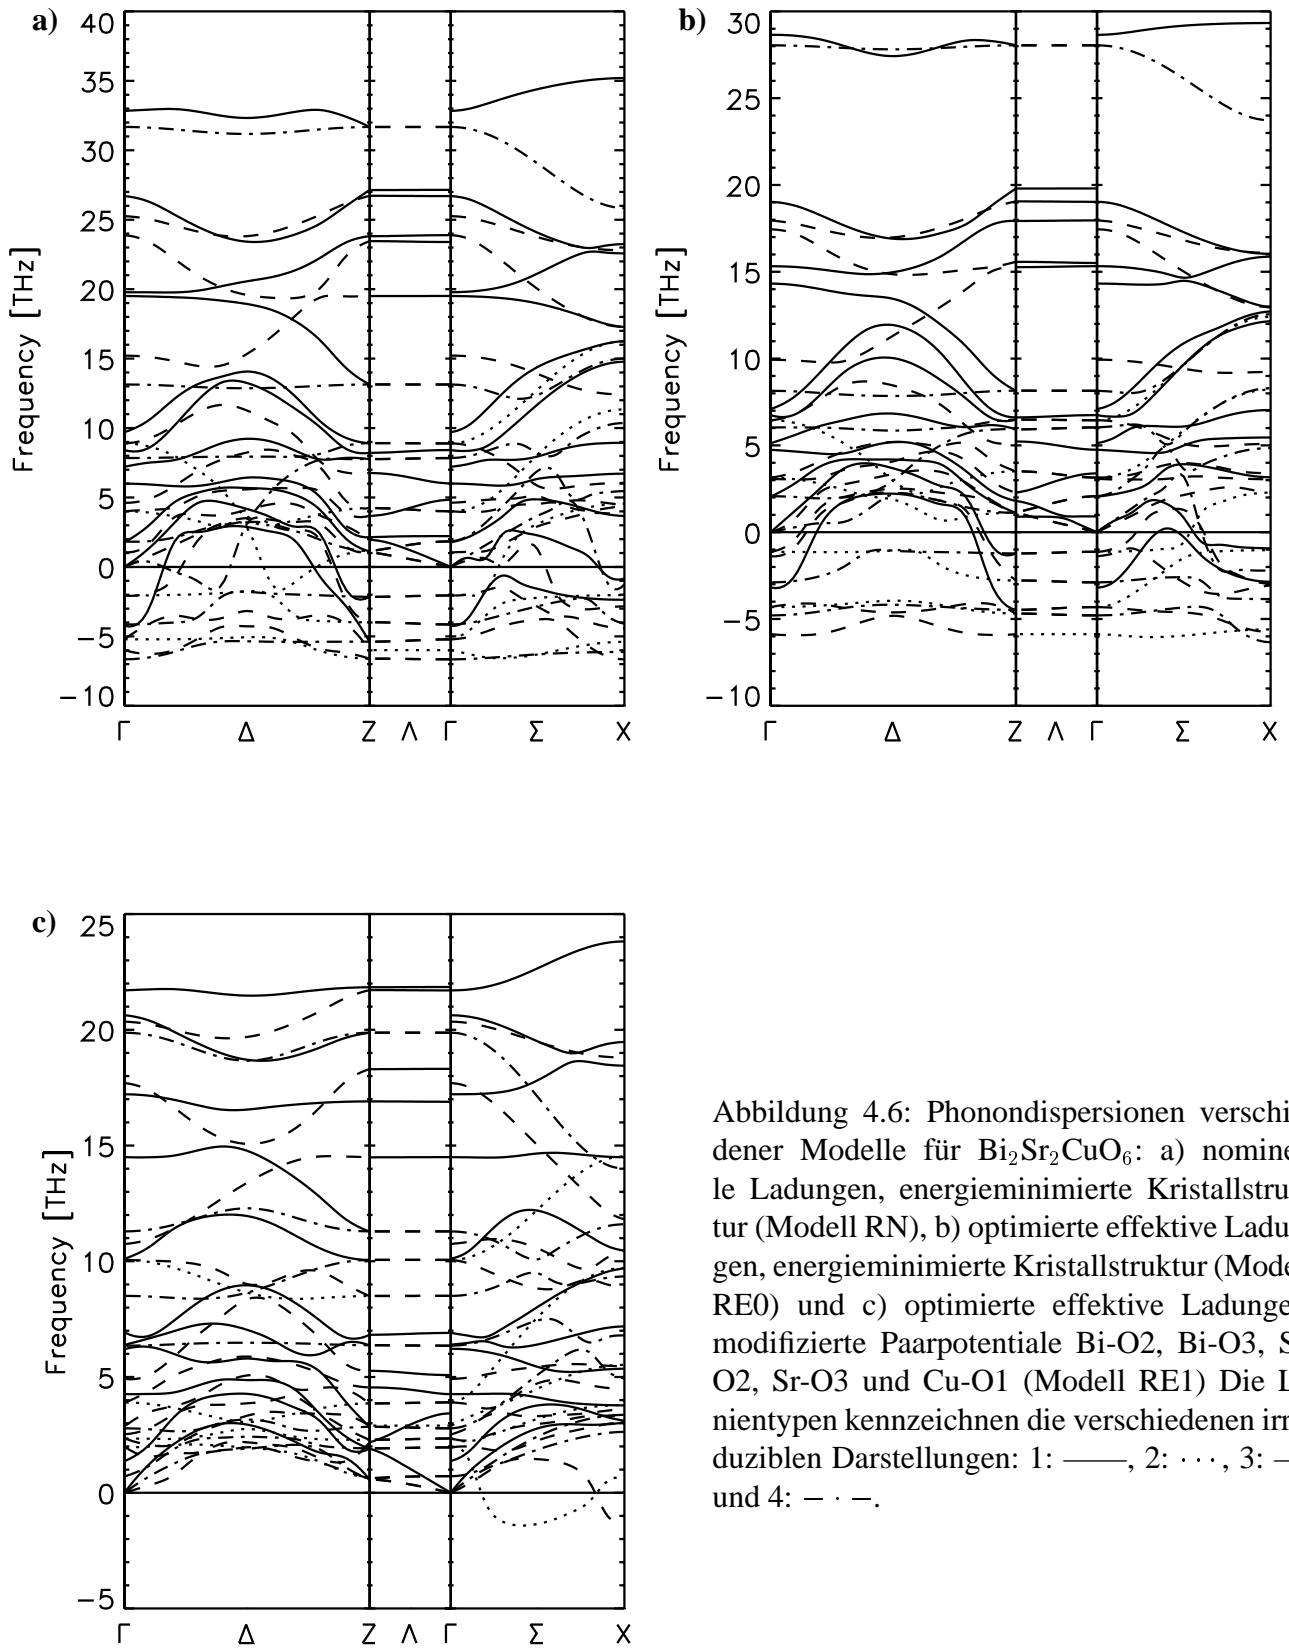 a)
40
35
30
25
20
15
10
5
0
−5
−10
Frequency [THz]
Γ Δ Z Λ Γ Σ X
b)
30
25
20
15
10
5
0
−5
−10
Frequency [THz]
Γ Δ Z Λ Γ Σ X
c)
25
20
15
10
5
0
−5
Frequency [THz]
Γ Δ Z Λ Γ Σ X
Abbildung 4.6: Phonondispersionen verschi
dener Modelle für Bi₂Sr₂CuO₆: a) nomine
le Ladungen, energieminimierte Kristallstru
tur (Modell RN), b) optimierte effektive Ladu
gen, energieminimierte Kristallstruktur (Mode
RE0) und c) optimierte effektive Ladunge
modifizierte Paarpotentiale Bi-O2, Bi-O3, S
O2, Sr-O3 und Cu-O1 (Modell RE1) Die L
nientypen kennzeichnen die verschiedenen irr
duziblen Darstellungen: 1: ——, 2: · · ·, 3: –
und 4: – · –.